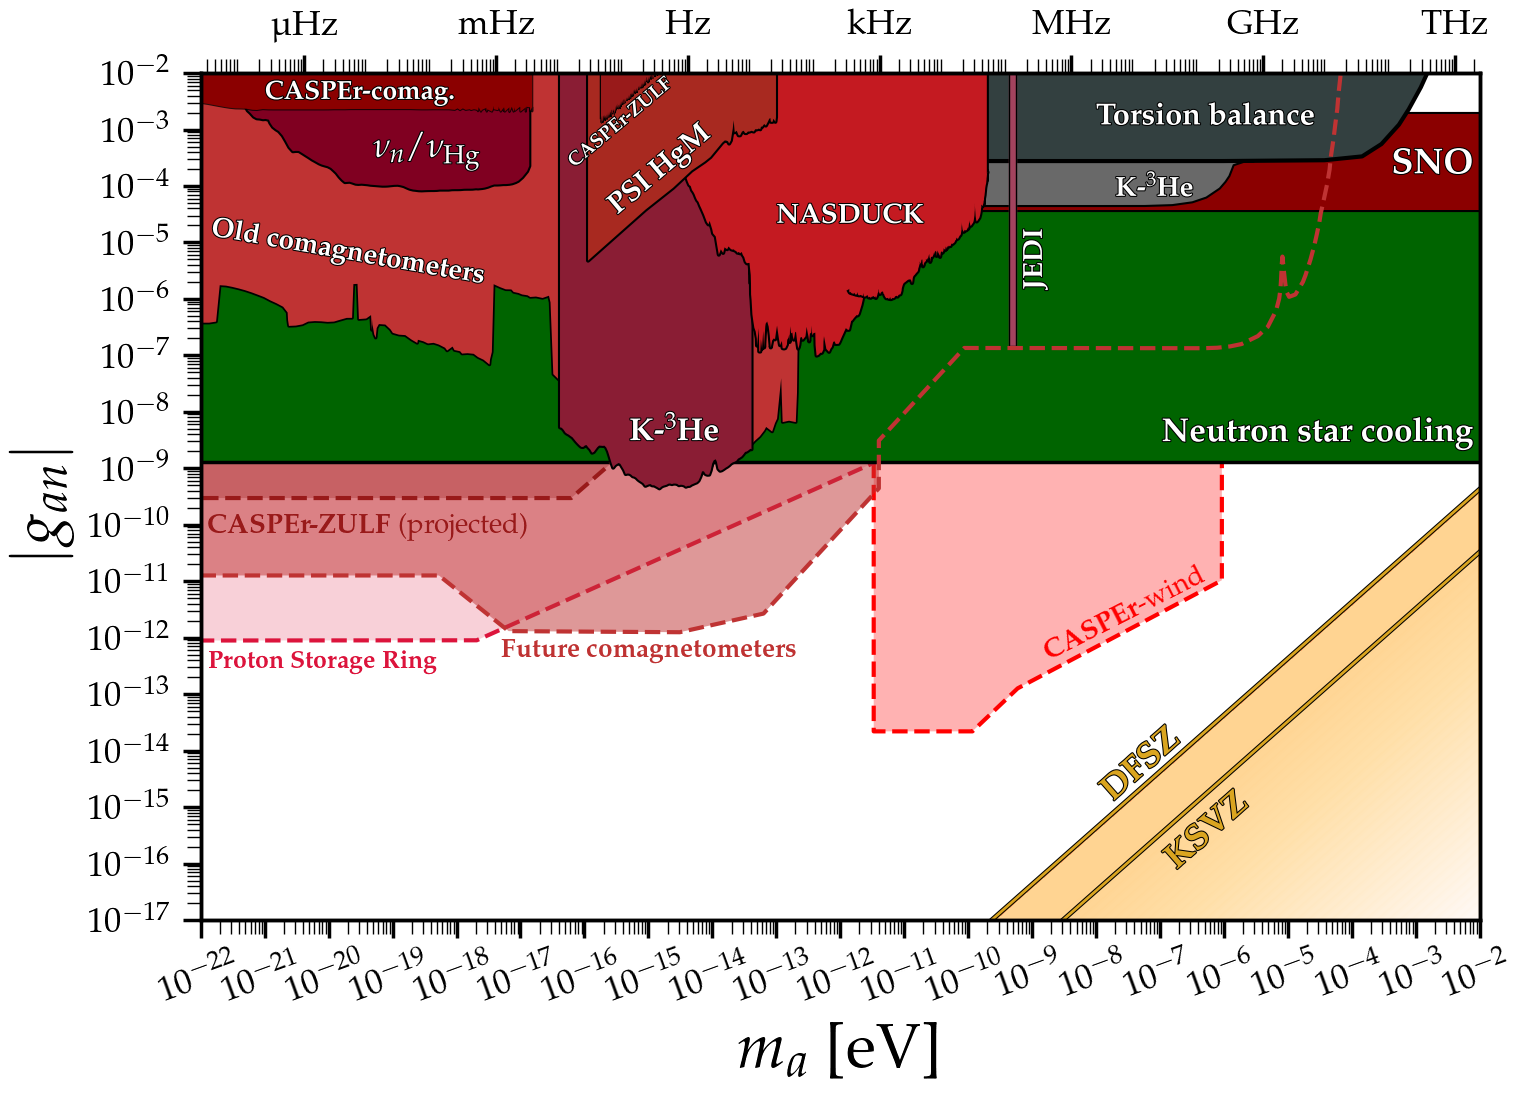 μHz mHz Hz kHz MHz GHz THz
10⁻²
10⁻³
10⁻⁴
10⁻⁵
10⁻⁶
10⁻⁷
10⁻⁸
10⁻⁹
10⁻¹⁰
10⁻¹¹
10⁻¹²
10⁻¹³
10⁻¹⁴
10⁻¹⁵
10⁻¹⁶
10⁻¹⁷
|gₐₙ|
CASPEr-comag.
νₙ/ν_Hg
Old comagnetometers
CASPEr-ZULF
PSI HgM
NASDUCK
Torsion balance
K-³He
SNO
JEDI
K-³He
Neutron star cooling
CASPEr-ZULF (projected)
Proton Storage Ring
Future comagnetometers
CASPEr-wind
DFSZ
KSVZ
10⁻²² 10⁻²¹ 10⁻²⁰ 10⁻¹⁹ 10⁻¹⁸ 10⁻¹⁷ 10⁻¹⁶ 10⁻¹⁵ 10⁻¹⁴ 10⁻¹³ 10⁻¹² 10⁻¹¹ 10⁻¹⁰ 10⁻⁹ 10⁻⁸ 10⁻⁷ 10⁻⁶ 10⁻⁵ 10⁻⁴ 10⁻³ 10⁻²
mₐ [eV]